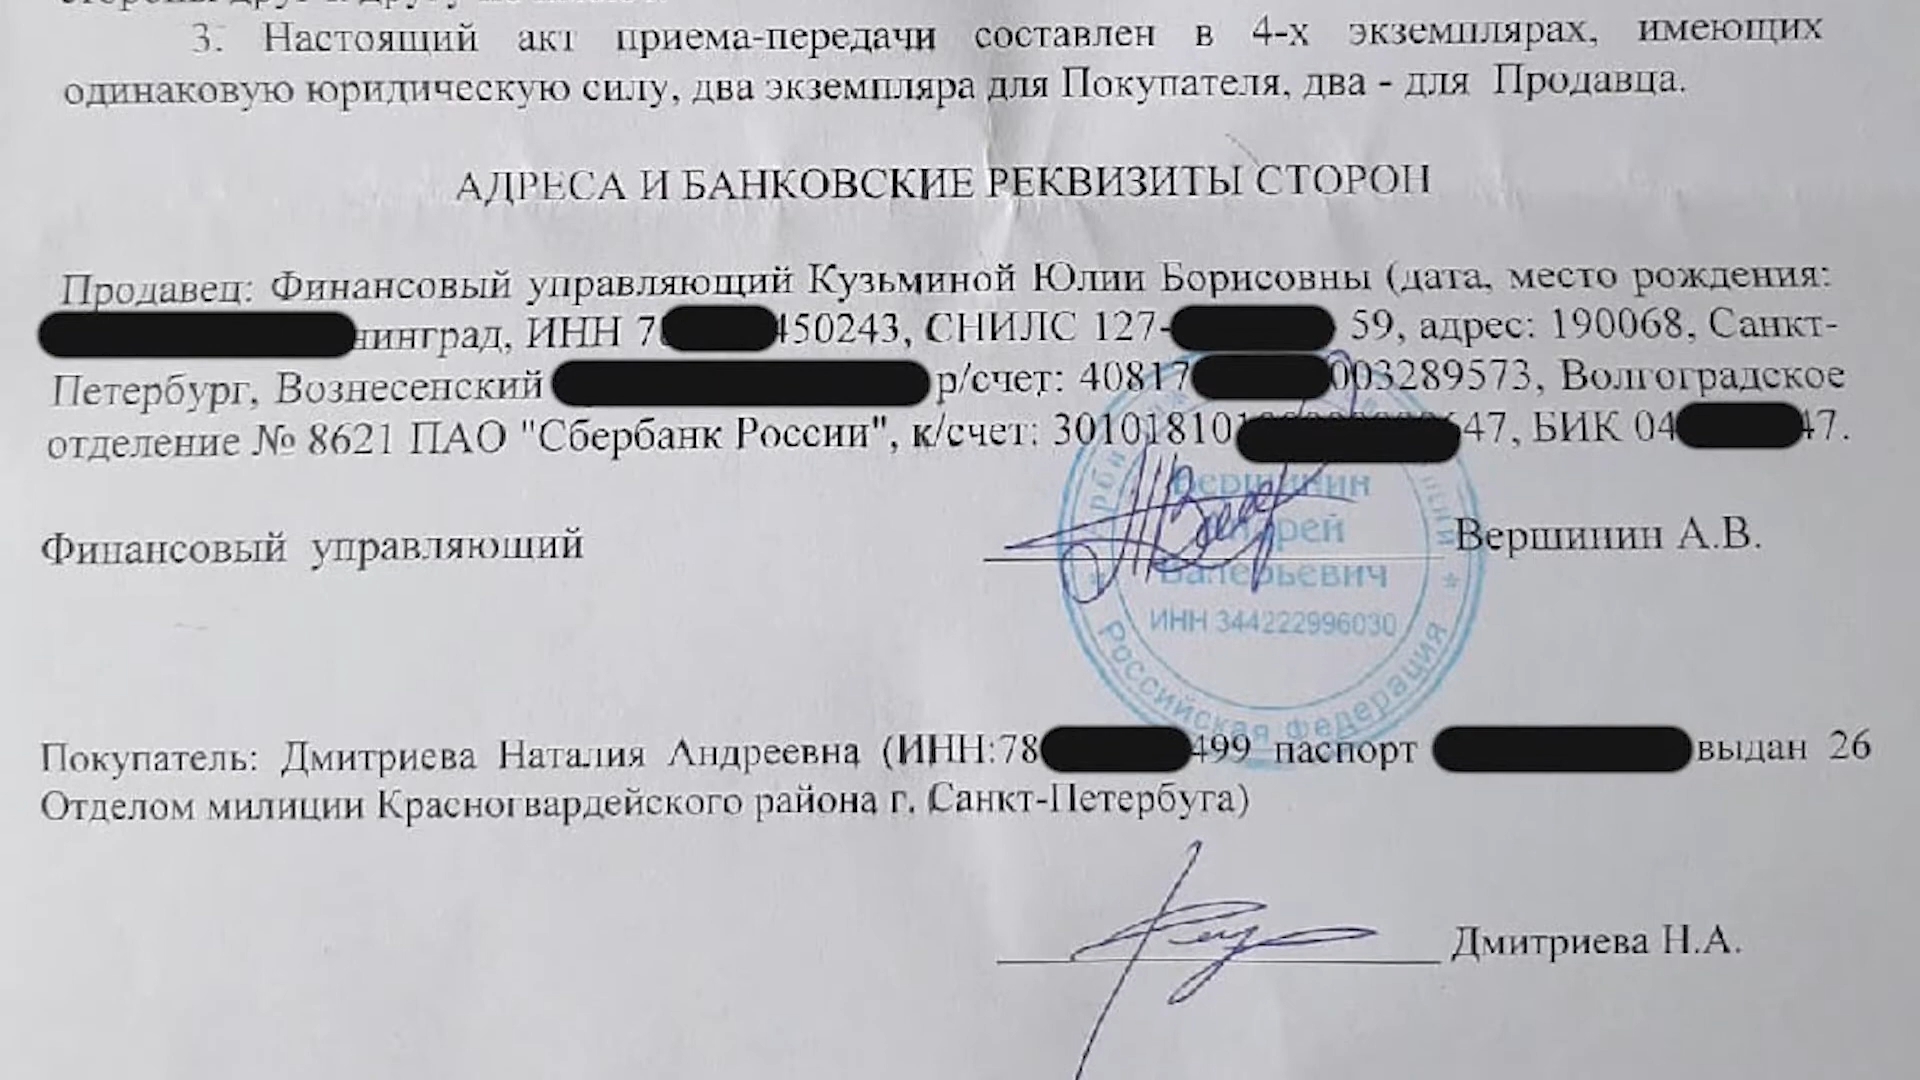 3. Настоящий акт приема-передачи составлен в 4-х экземплярах, имеющих
одинаковую юридическую силу, два экземпляра для Покупателя, два - для Продавца.
АДРЕСА И БАНКОВСКИЕ РЕКВИЗИТЫ СТОРОН
Продавец: Финансовый управляющий Кузьминой Юлии Борисовны (дата, место рождения:
нинград, ИНН 7 450243, СНИЛС 127- 59, адрес: 190068, Санкт-
Петербург, Вознесенский р/счет: 40817 003289573, Волгоградское
отделение № 8621 ПАО "Сбербанк России", к/счет: 30101810 47, БИК 04 47.
Финансовый управляющий Вершинин А.В.
Вершинин
Андрей
Валерьевич
ИНН 344222996030
Российская Федерация
Покупатель: Дмитриева Наталия Андреевна (ИНН:78 499 паспорт выдан 26
Отделом милиции Красногвардейского района г. Санкт-Петербуга)
Дмитриева Н.А.